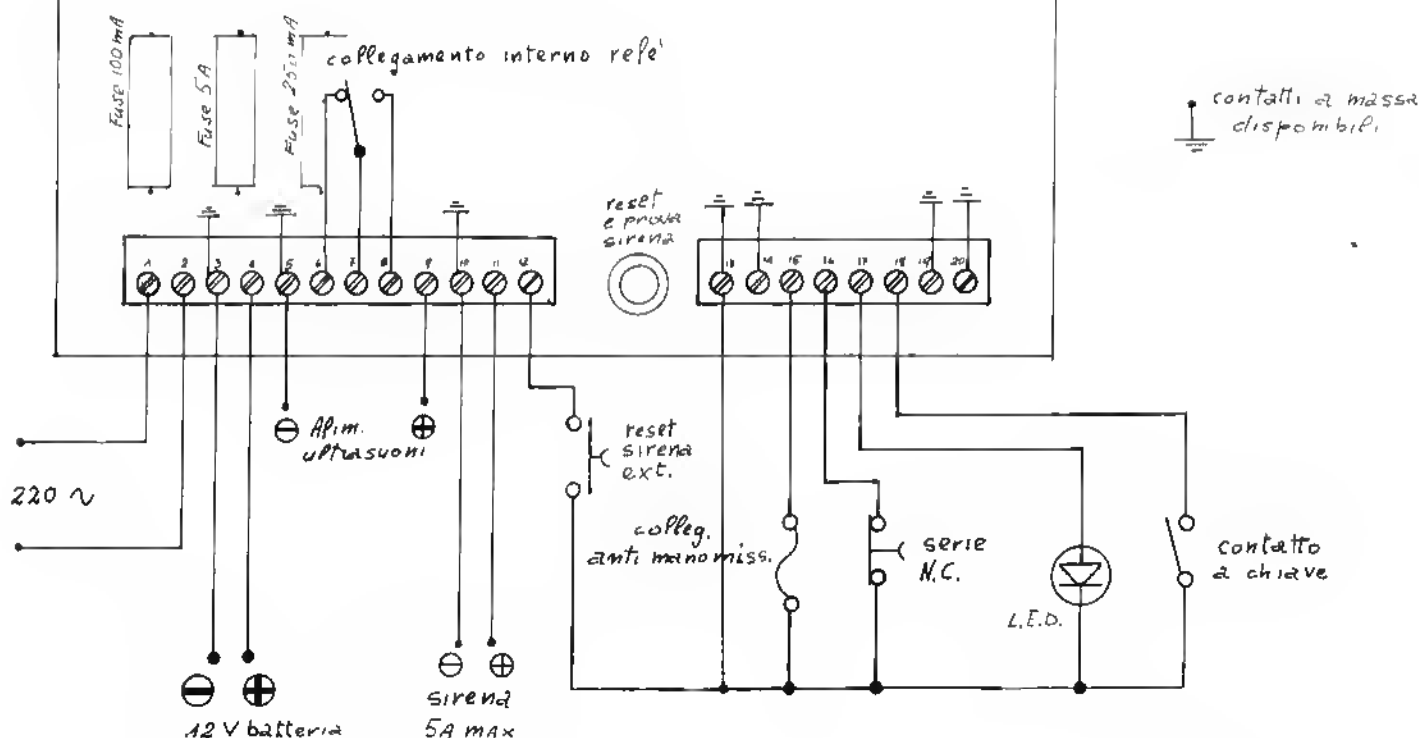 Fuse 100 mA
Fuse 5A
Fuse 250 mA
collegamento interno relè
contatti a massa
disponibili
reset
e prova
sirena
1 2 3 4 5 6 7 8 9 10 11 12
13 14 15 16 17 18 19 20
Alim.
ultrasuoni
reset
sirena
ext.
220 ~
colleg.
anti manomiss.
serie
N.C.
contatto
a chiave
L.E.D.
12 V batteria
sirena
5A max